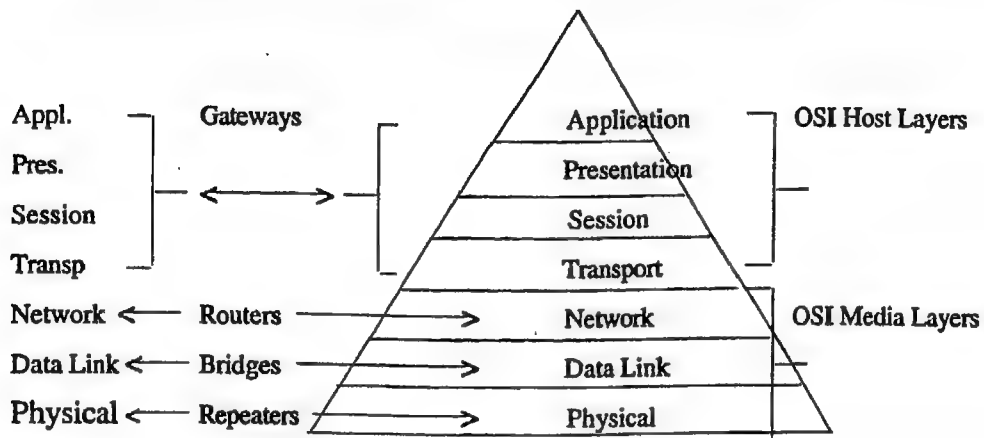 Appl. Gateways Application OSI Host Layers
Pres. Presentation
Session Session
Transp Transport
Network Routers Network OSI Media Layers
Data Link Bridges Data Link
Physical Repeaters Physical